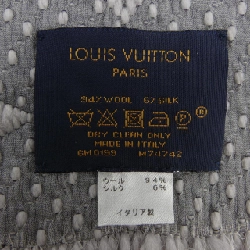 LOUIS VUITTON
PARIS
94% WOOL 6% SILK
DRY CLEAN ONLY
MADE IN ITALY
M70742
ウール 94%
シルク 6%
イタリア製